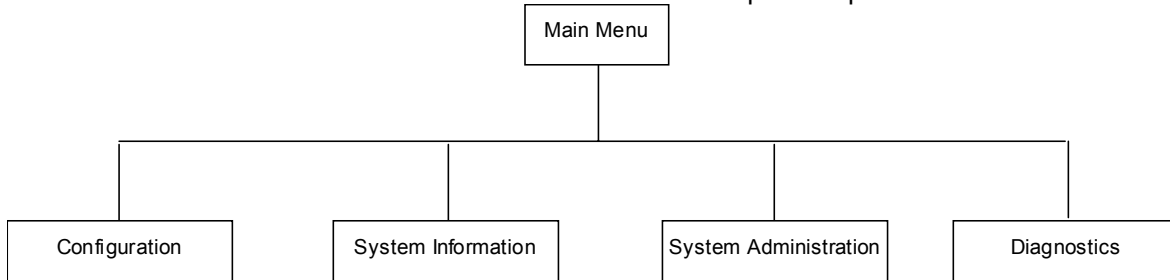 Main Menu
Configuration
System Information
System Administration
Diagnostics